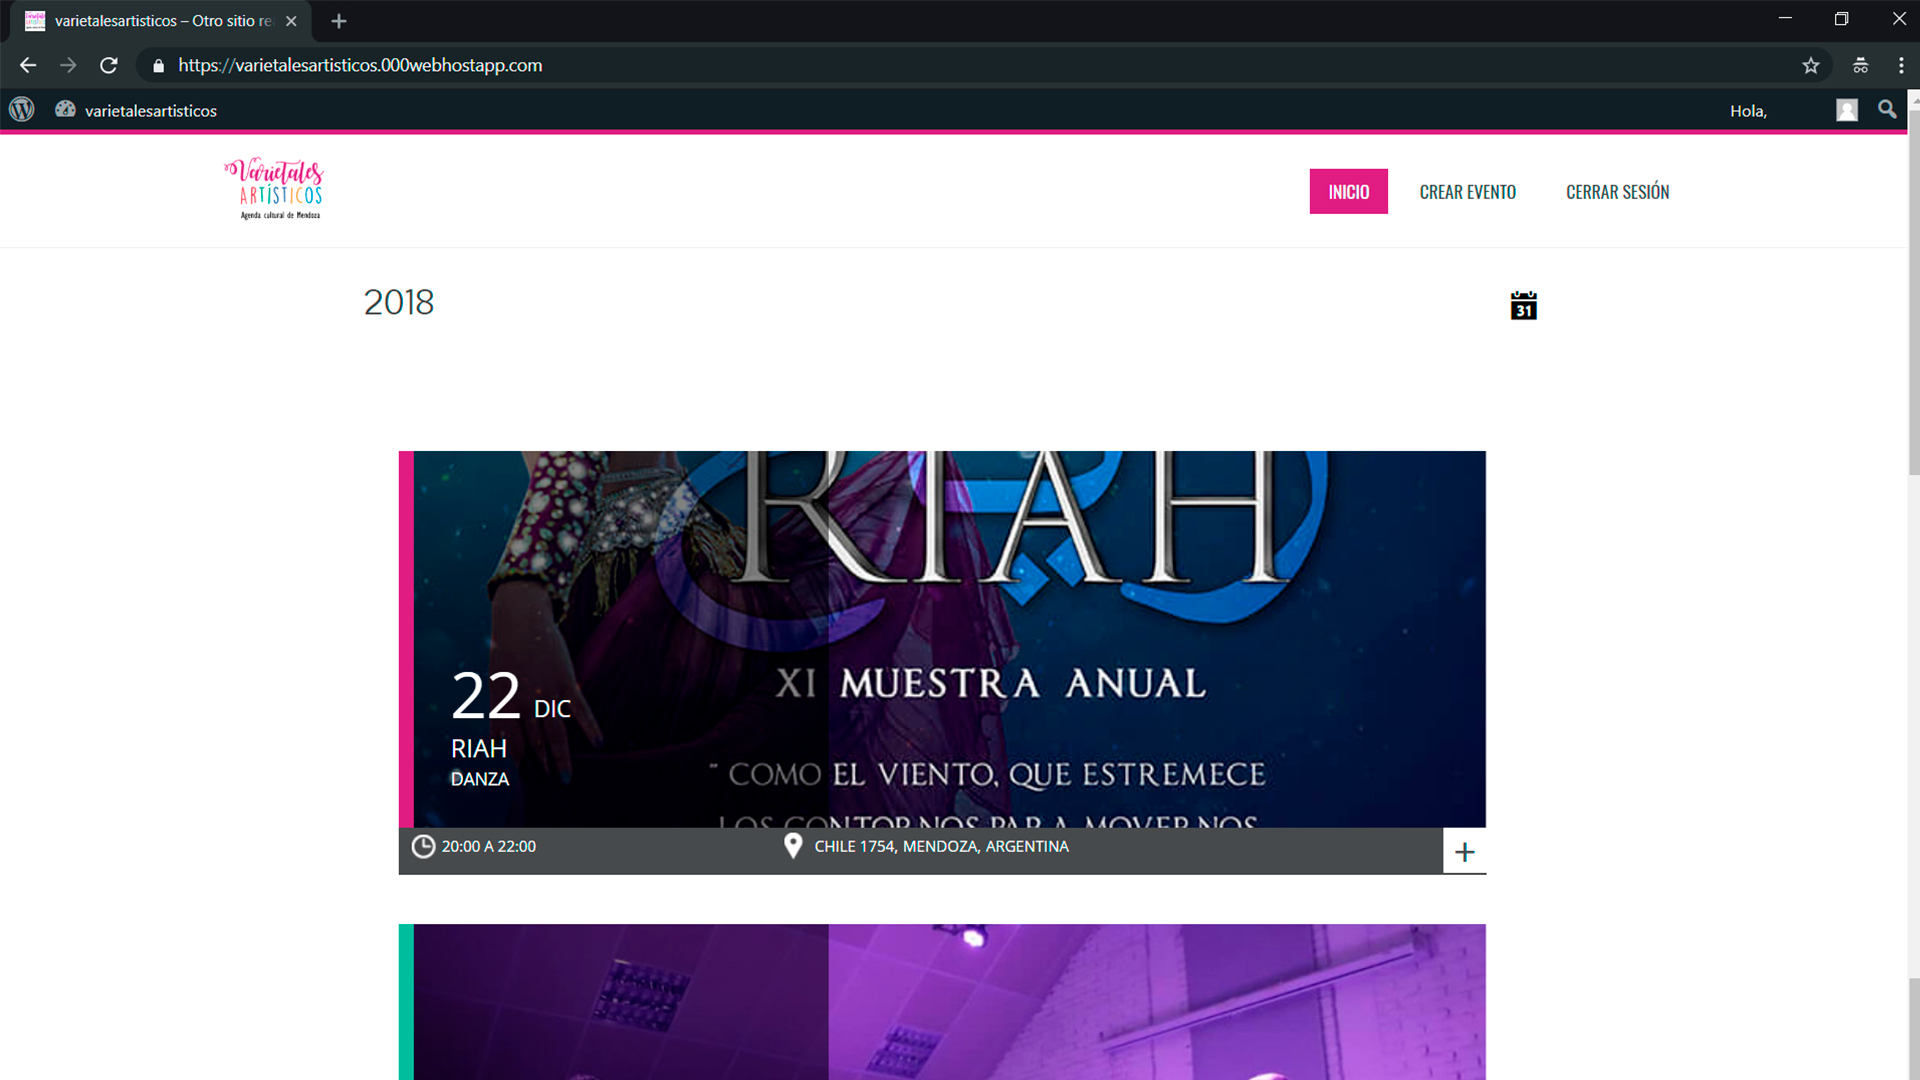 varietalesartisticos – Otro sitio re
https://varietalesartisticos.000webhostapp.com
varietalesartisticos
Hola,
Varietales
ARTÍSTICOS
Agenda cultural de Mendoza
INICIO
CREAR EVENTO
CERRAR SESIÓN
2018
31
RIAH
XI MUESTRA ANUAL
" COMO EL VIENTO, QUE ESTREMECE
LOS CONTORNOS PARA MOVERNOS
22 DIC
RIAH
DANZA
20:00 A 22:00
CHILE 1754, MENDOZA, ARGENTINA
+